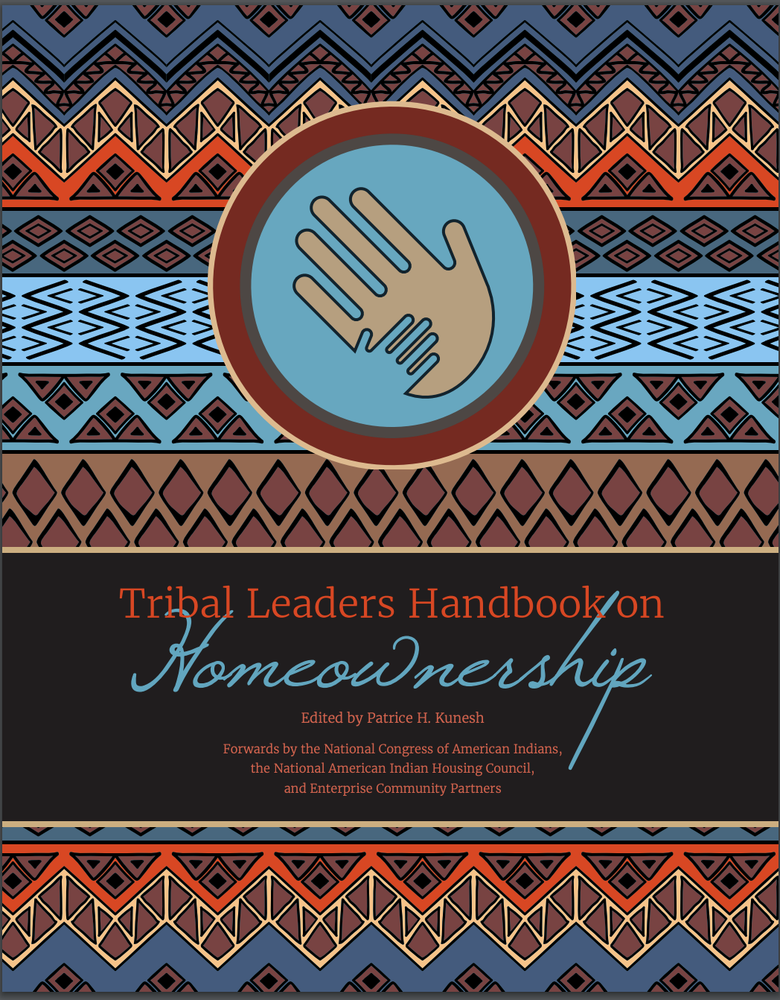 Tribal Leaders Handbook on
Homeownership
Edited by Patrice H. Kunesh
Forwards by the National Congress of American Indians,
the National American Indian Housing Council,
and Enterprise Community Partners